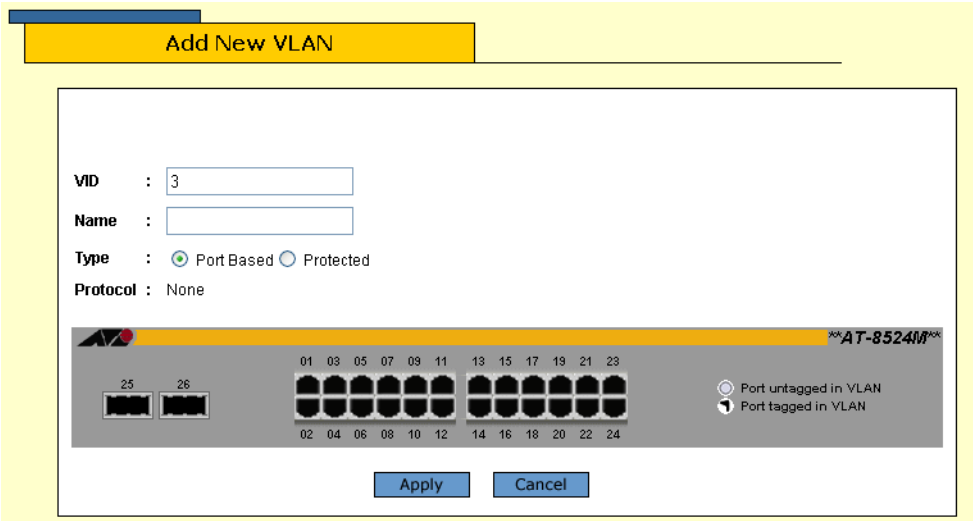 Add New VLAN
VID : 3
Name :
Type : Port Based Protected
Protocol : None
**AT-8524M**
01 03 05 07 09 11 13 15 17 19 21 23
25 26
Port untagged in VLAN
Port tagged in VLAN
02 04 06 08 10 12 14 16 18 20 22 24
Apply Cancel